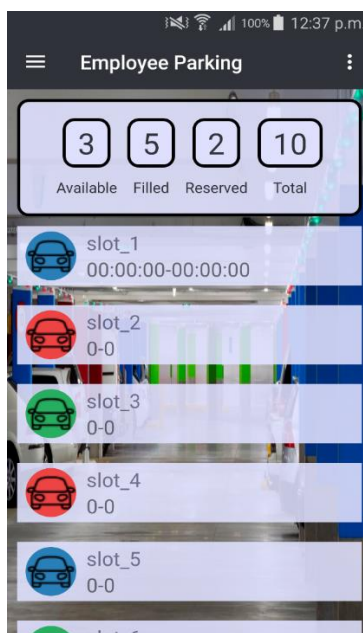 100% 12:37 p.m
Employee Parking
3 5 2 10
Available Filled Reserved Total
slot_1
00:00:00-00:00:00
slot_2
0-0
slot_3
0-0
slot_4
0-0
slot_5
0-0